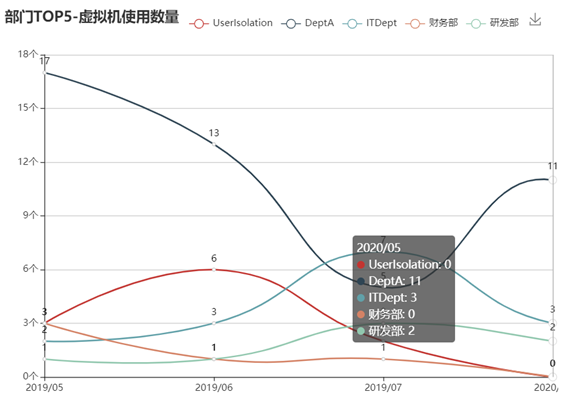 部门TOP5-虚拟机使用数量
UserIsolation DeptA ITDept 财务部 研发部
18个
17
15个
13
12个
11
9个
7
6
6个
5
3
3
3
3个
2
2
1
1
1
0
0个
2019/05 2019/06 2019/07 2020/
2020/05
UserIsolation: 0
DeptA: 11
ITDept: 3
财务部: 0
研发部: 2